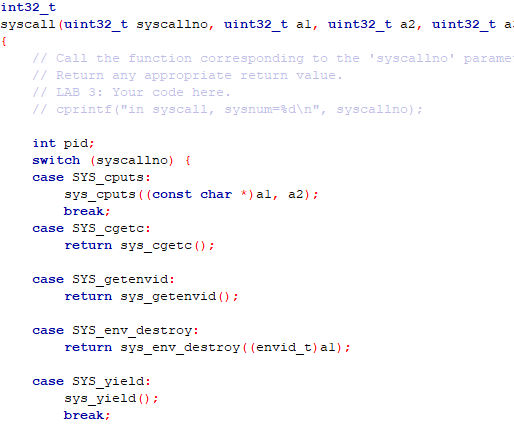 int32_t
syscall(uint32_t syscallno, uint32_t a1, uint32_t a2, uint32_t a
{
// Call the function corresponding to the 'syscallno' parame
// Return any appropriate return value.
// LAB 3: Your code here.
// cprintf("in syscall, sysnum=%d\n", syscallno);
int pid;
switch (syscallno) {
case SYS_cputs:
sys_cputs((const char *)a1, a2);
break;
case SYS_cgetc:
return sys_cgetc();
case SYS_getenvid:
return sys_getenvid();
case SYS_env_destroy:
return sys_env_destroy((envid_t)a1);
case SYS_yield:
sys_yield();
break;